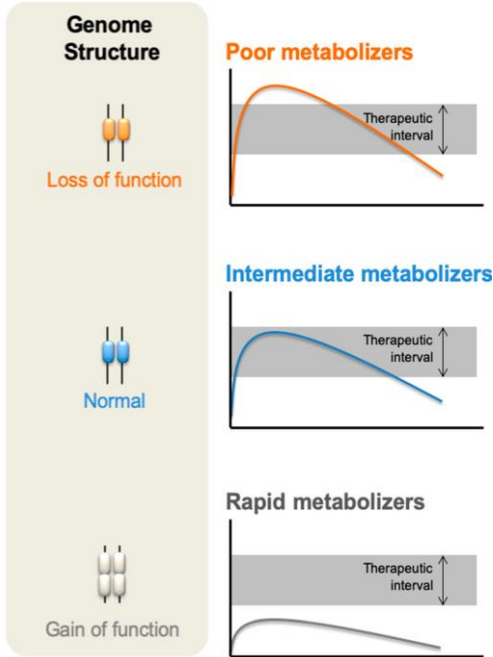 Genome
Structure
Poor metabolizers
Therapeutic
interval
Loss of function
Intermediate metabolizers
Therapeutic
interval
Normal
Rapid metabolizers
Therapeutic
interval
Gain of function